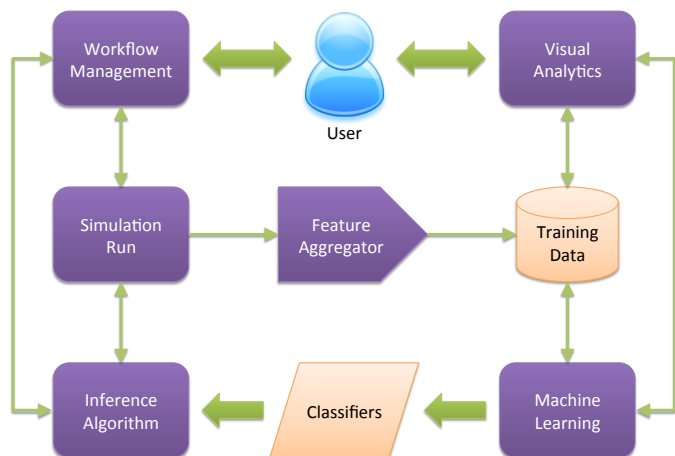 Workflow
Management
User
Visual
Analytics
Simulation
Run
Feature
Aggregator
Training
Data
Inference
Algorithm
Classifiers
Machine
Learning